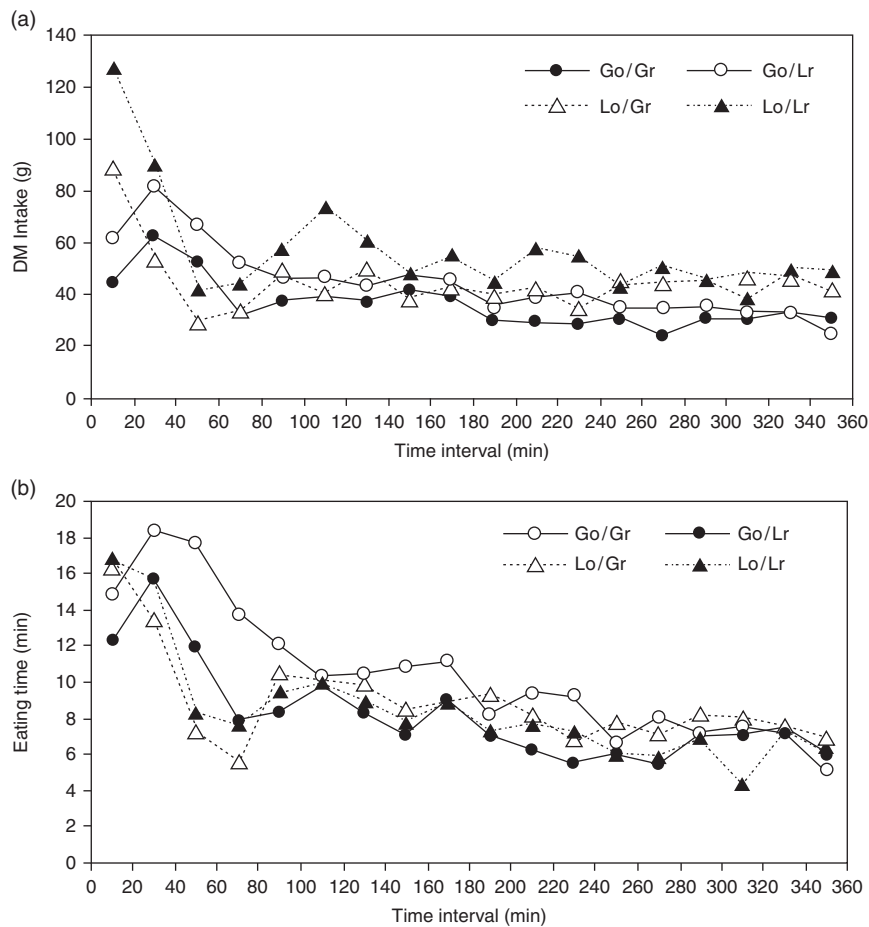 (a)
140
120
100
80
60
40
20
0
DM Intake (g)
Go/Gr Go/Lr
Lo/Gr Lo/Lr
0 20 40 60 80 100 120 140 160 180 200 220 240 260 280 300 320 340 360
Time interval (min)
(b)
20
18
16
14
12
10
8
6
4
2
0
Eating time (min)
Go/Gr Go/Lr
Lo/Gr Lo/Lr
0 20 40 60 80 100 120 140 160 180 200 220 240 260 280 300 320 340 360
Time interval (min)